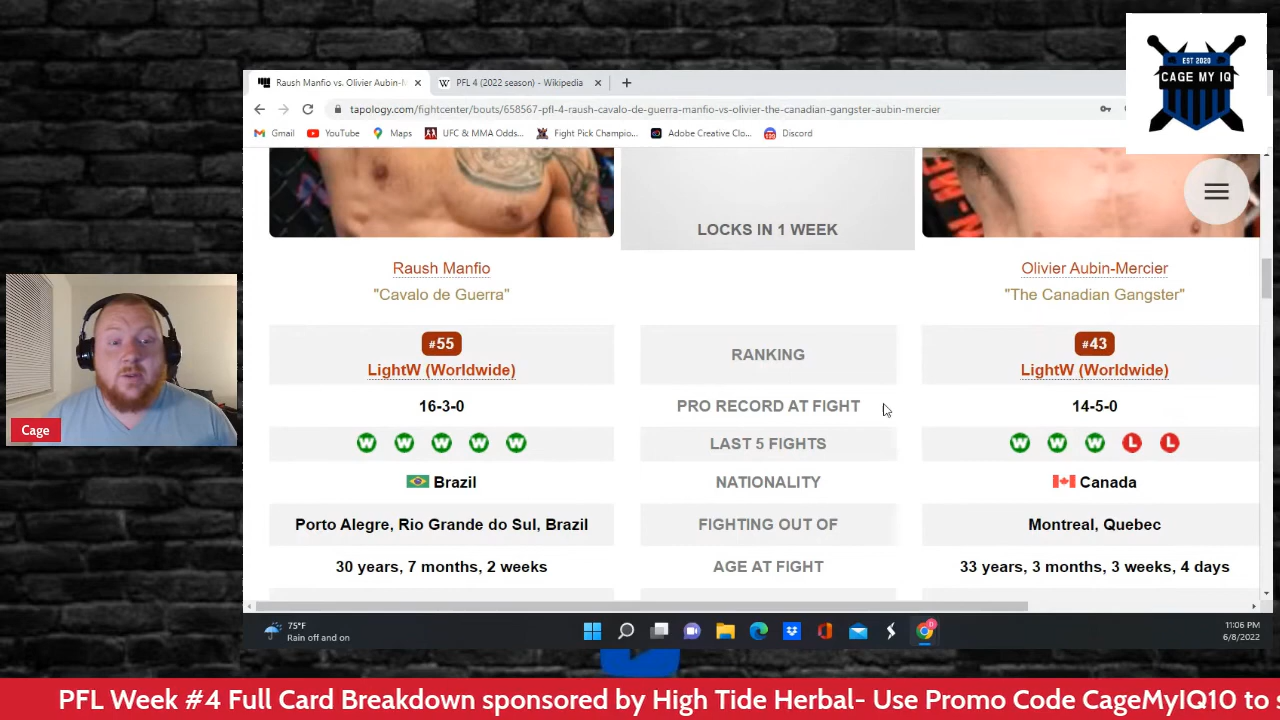 EST 2020
CAGE MY IQ
Raush Manfio vs. Olivier Aubin-M
PFL 4 (2022 season) - Wikipedia
tapology.com/fightcenter/bouts/658567-pfl-4-raush-cavalo-de-guerra-manfio-vs-olivier-the-canadian-gangster-aubin-mercier
Gmail YouTube Maps UFC & MMA Odds... Fight Pick Champio... Adobe Creative Clo... Discord
LOCKS IN 1 WEEK
Raush Manfio Olivier Aubin-Mercier
"Cavalo de Guerra" "The Canadian Gangster"
#55 RANKING #43
LightW (Worldwide) LightW (Worldwide)
16-3-0 PRO RECORD AT FIGHT 14-5-0
W W W W W LAST 5 FIGHTS W W W L L
Brazil NATIONALITY Canada
Porto Alegre, Rio Grande do Sul, Brazil FIGHTING OUT OF Montreal, Quebec
30 years, 7 months, 2 weeks AGE AT FIGHT 33 years, 3 months, 3 weeks, 4 days
Cage
75°F
Rain off and on
11:06 PM
6/8/2022
PFL Week #4 Full Card Breakdown sponsored by High Tide Herbal- Use Promo Code CageMyIQ10 to s